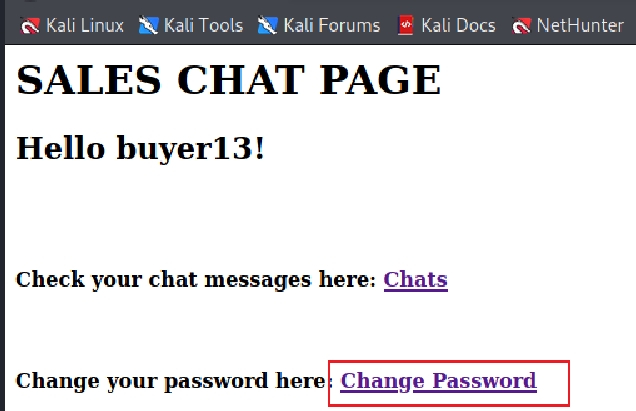 Kali Linux Kali Tools Kali Forums Kali Docs NetHunter
SALES CHAT PAGE
Hello buyer13!
Check your chat messages here: Chats
Change your password here: Change Password